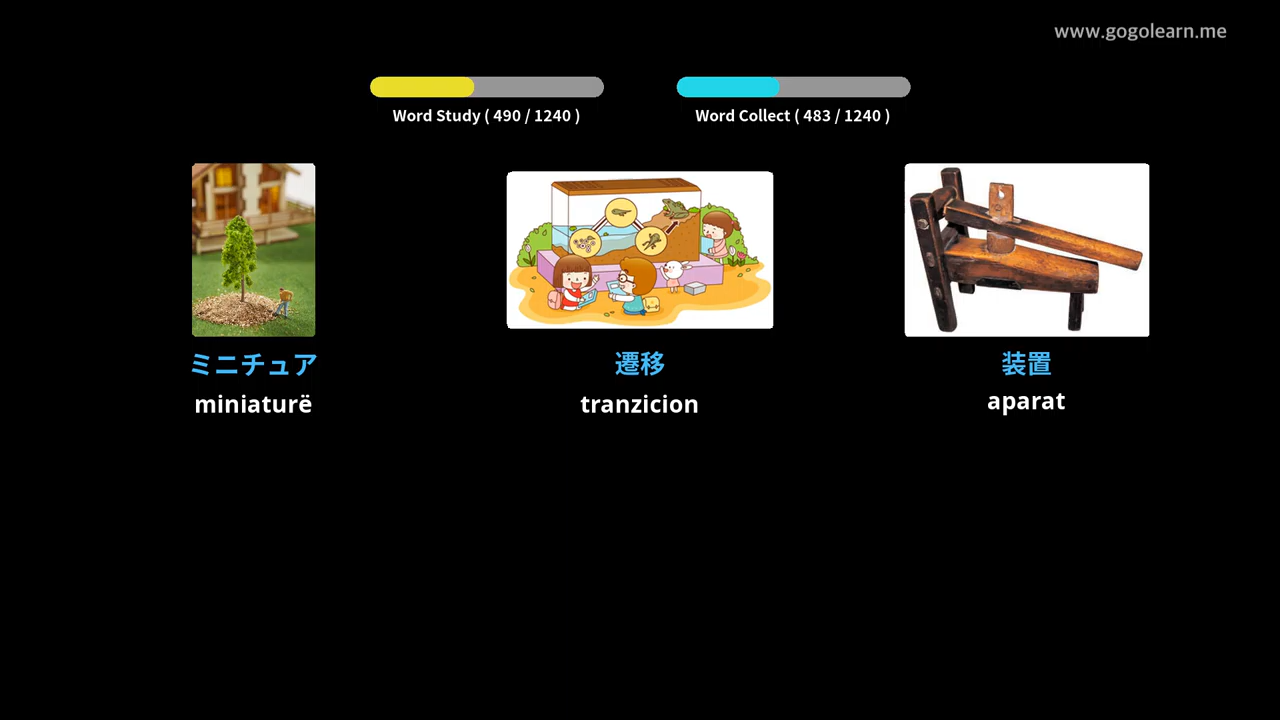 www.gogolearn.me
Word Study ( 490 / 1240 )
Word Collect ( 483 / 1240 )
ミニチュア
miniaturë
遷移
tranzicion
装置
aparat